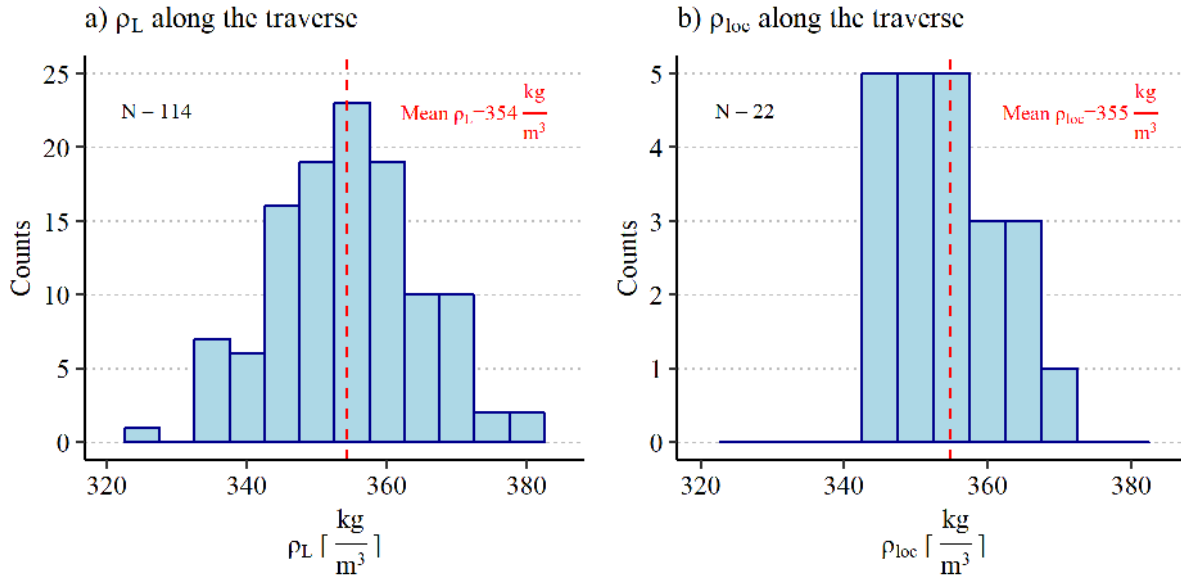 a) ρL along the traverse
25
20
15
10
5
0
Counts
N – 114
Mean ρL–354 kg/m³
320 340 360 380
ρL ⌈ kg/m³ ⌉
b) ρloc along the traverse
5
4
3
2
1
0
Counts
N – 22
Mean ρloc–355 kg/m³
320 340 360 380
ρloc ⌈ kg/m³ ⌉